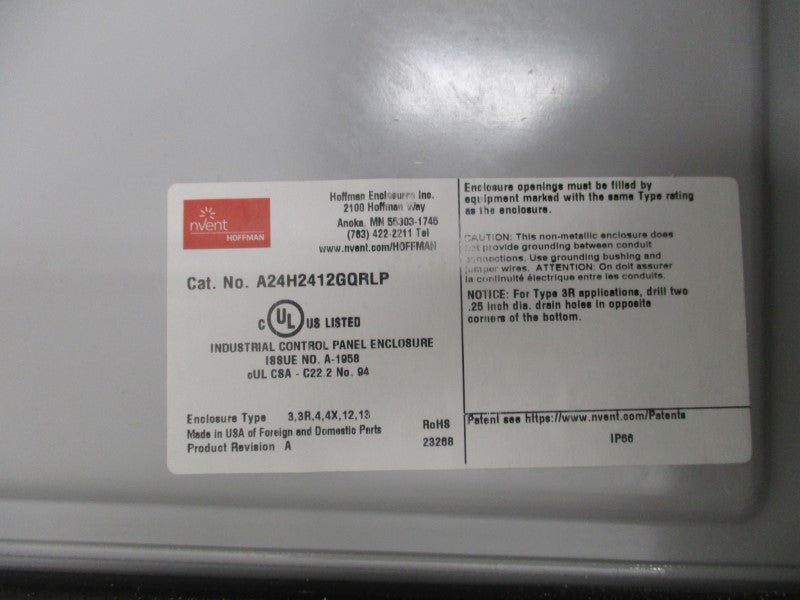 nvent
HOFFMAN
Hoffman Enclosures Inc.
2100 Hoffman Way
Anoka, MN 55303-1745
(763) 422-2211 Tel
www.nvent.com/HOFFMAN
Cat. No. A24H2412GQRLP
C UL US LISTED
INDUSTRIAL CONTROL PANEL ENCLOSURE
ISSUE NO. A-1958
cUL CSA - C22.2 No. 94
Enclosure Type 3,3R,4,4X,12,13
Made in USA of Foreign and Domestic Parts
Product Revision A
RoHS
23268
Enclosure openings must be filled by
equipment marked with the same Type rating
as the enclosure.
CAUTION: This non-metallic enclosure does
not provide grounding between conduit
connections. Use grounding bushing and
jumper wires. ATTENTION: On doit assurer
la continuité électrique entre les conduits.
NOTICE: For Type 3R applications, drill two
.25 inch dia. drain holes in opposite
corners of the bottom.
Patent see https://www.nvent.com/Patents
IP66